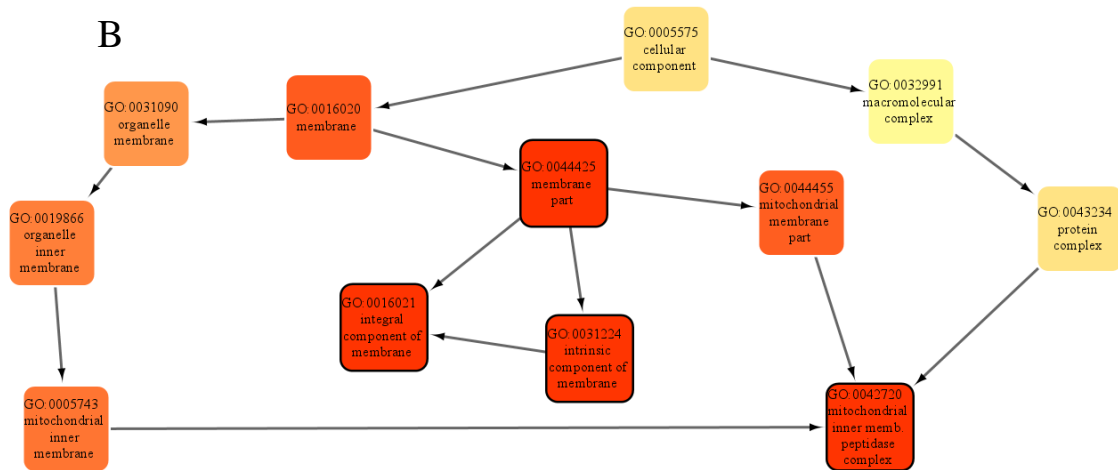 B
GO:0005575
cellular
component
GO:0032991
macromolecular
complex
GO:0031090
organelle
membrane
GO:0016020
membrane
GO:0044425
membrane
part
GO:0044455
mitochondrial
membrane
part
GO:0043234
protein
complex
GO:0019866
organelle
inner
membrane
GO:0016021
integral
component of
membrane
GO:0031224
intrinsic
component of
membrane
GO:0005743
mitochondrial
inner
membrane
GO:0042720
mitochondrial
inner memb.
peptidase
complex